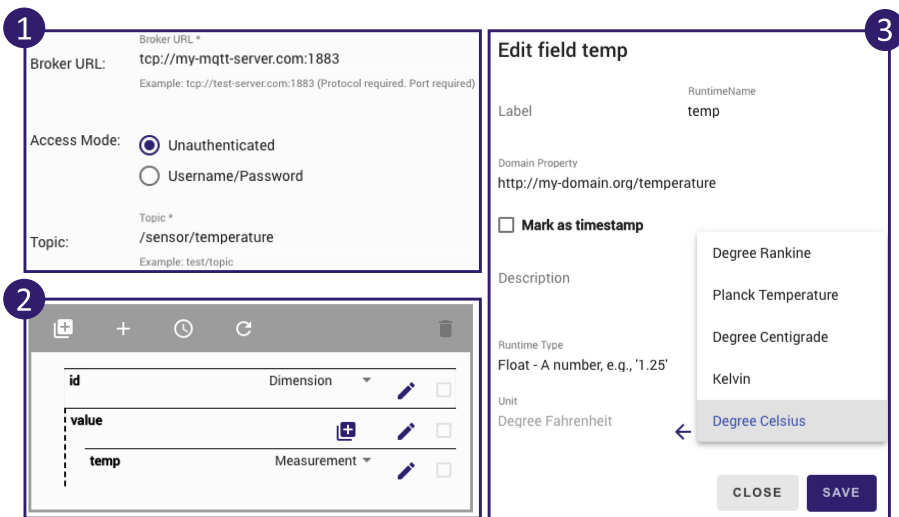 1
Broker URL *
Broker URL:
tcp://my-mqtt-server.com:1883
Example: tcp://test-server.com:1883 (Protocol required. Port required)
Access Mode:
Unauthenticated
Username/Password
Topic *
Topic:
/sensor/temperature
Example: test/topic
2
id Dimension
value
temp Measurement
3
Edit field temp
RuntimeName
Label
temp
Domain Property
http://my-domain.org/temperature
Mark as timestamp
Description
Runtime Type
Float - A number, e.g., '1.25'
Unit
Degree Fahrenheit
Degree Rankine
Planck Temperature
Degree Centigrade
Kelvin
Degree Celsius
CLOSE SAVE